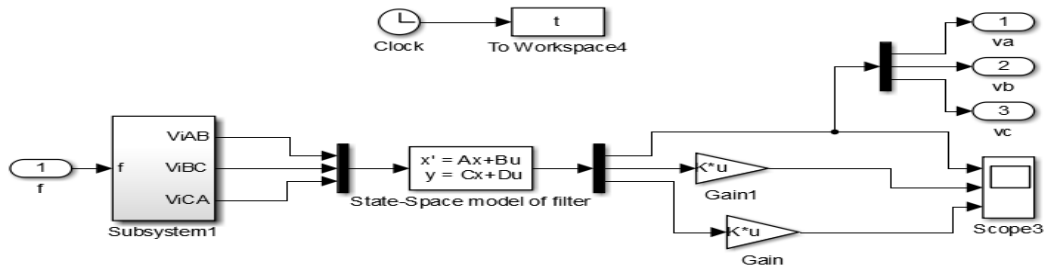 t
Clock
To Workspace4
1
va
2
vb
3
vc
1
f
f
ViAB
ViBC
ViCA
Subsystem1
x' = Ax+Bu
y = Cx+Du
State-Space model of filter
K*u
Gain1
K*u
Gain
Scope3